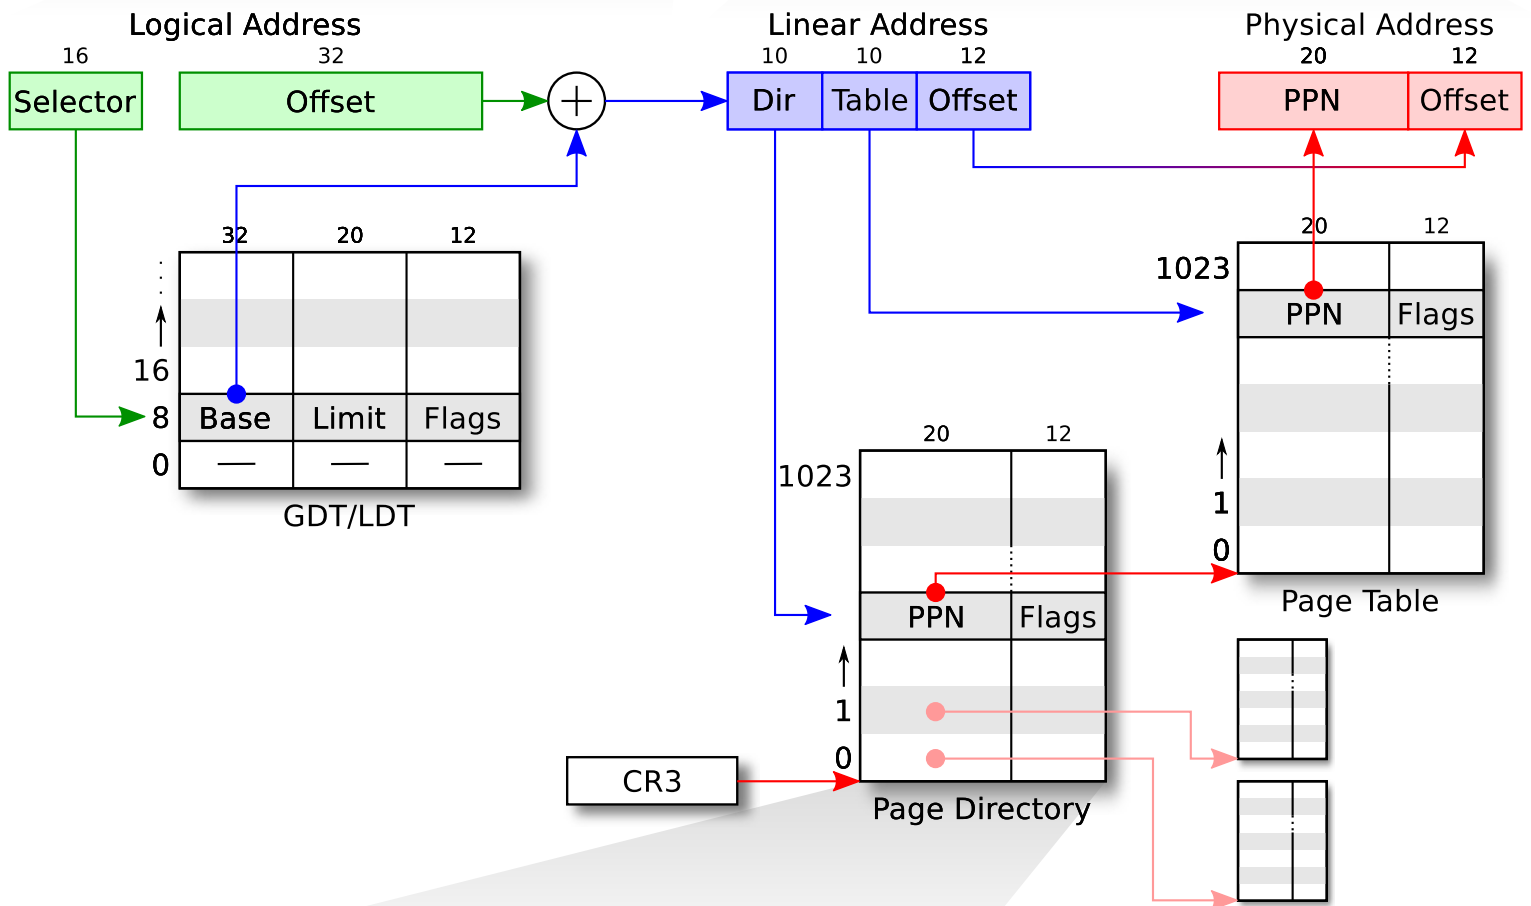 Logical Address
Linear Address
Physical Address
16
32
10
10
12
20
12
Selector
Offset
Dir
Table
Offset
PPN
Offset
32
20
12
16
8
0
Base
Limit
Flags
GDT/LDT
20
12
1023
PPN
Flags
1
0
Page Table
20
12
1023
PPN
Flags
1
0
Page Directory
CR3